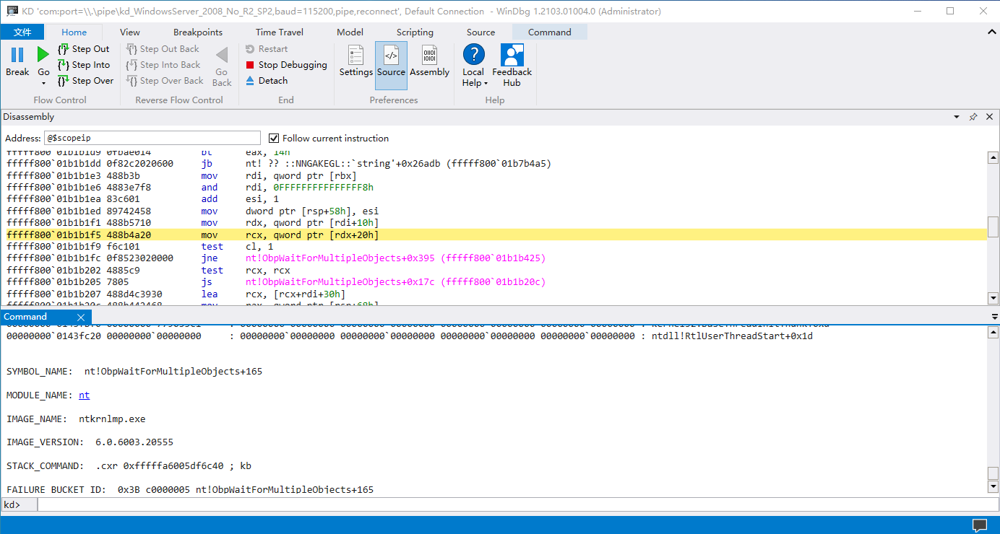 KD 'com:port=\\.\pipe\kd_WindowsServer_2008_No_R2_SP2,baud=115200,pipe,reconnect', Default Connection - WinDbg 1.2103.01004.0 (Administrator)
文件 Home View Breakpoints Time Travel Model Scripting Source Command
Break
Go
Step Out
Step Into
Step Over
Flow Control
Step Out Back
Step Into Back
Step Over Back
Go Back
Reverse Flow Control
Restart
Stop Debugging
Detach
End
Settings
Source
Assembly
Preferences
Local Help
Feedback Hub
Help
Disassembly
Address: @$scopeip Follow current instruction
fffff800`01b1b1d9 0fbae014 bt eax, 14h
fffff800`01b1b1dd 0f82c2020600 jb nt! ?? ::NNGAKEGL::`string'+0x26adb (fffff800`01b7b4a5)
fffff800`01b1b1e3 488b3b mov rdi, qword ptr [rbx]
fffff800`01b1b1e6 4883e7f8 and rdi, 0FFFFFFFFFFFFFFF8h
fffff800`01b1b1ea 83c601 add esi, 1
fffff800`01b1b1ed 89742458 mov dword ptr [rsp+58h], esi
fffff800`01b1b1f1 488b5710 mov rdx, qword ptr [rdi+10h]
fffff800`01b1b1f5 488b4a20 mov rcx, qword ptr [rdx+20h]
fffff800`01b1b1f9 f6c101 test cl, 1
fffff800`01b1b1fc 0f8523020000 jne nt!ObpWaitForMultipleObjects+0x395 (fffff800`01b1b425)
fffff800`01b1b202 4885c9 test rcx, rcx
fffff800`01b1b205 7805 js nt!ObpWaitForMultipleObjects+0x17c (fffff800`01b1b20c)
fffff800`01b1b207 488d4c3930 lea rcx, [rcx+rdi+30h]
fffff800`01b1b20c 488b442468 mov rax, qword ptr [rsp+68h]
Command
00000000`0143fc20 00000000`00000000 : 00000000`00000000 00000000`00000000 00000000`00000000 00000000`00000000 : ntdll!RtlUserThreadStart+0x1d
SYMBOL_NAME: nt!ObpWaitForMultipleObjects+165
MODULE_NAME: nt
IMAGE_NAME: ntkrnlmp.exe
IMAGE_VERSION: 6.0.6003.20555
STACK_COMMAND: .cxr 0xfffffa6005df6c40 ; kb
FAILURE_BUCKET_ID: 0x3B_c0000005_nt!ObpWaitForMultipleObjects+165
kd>